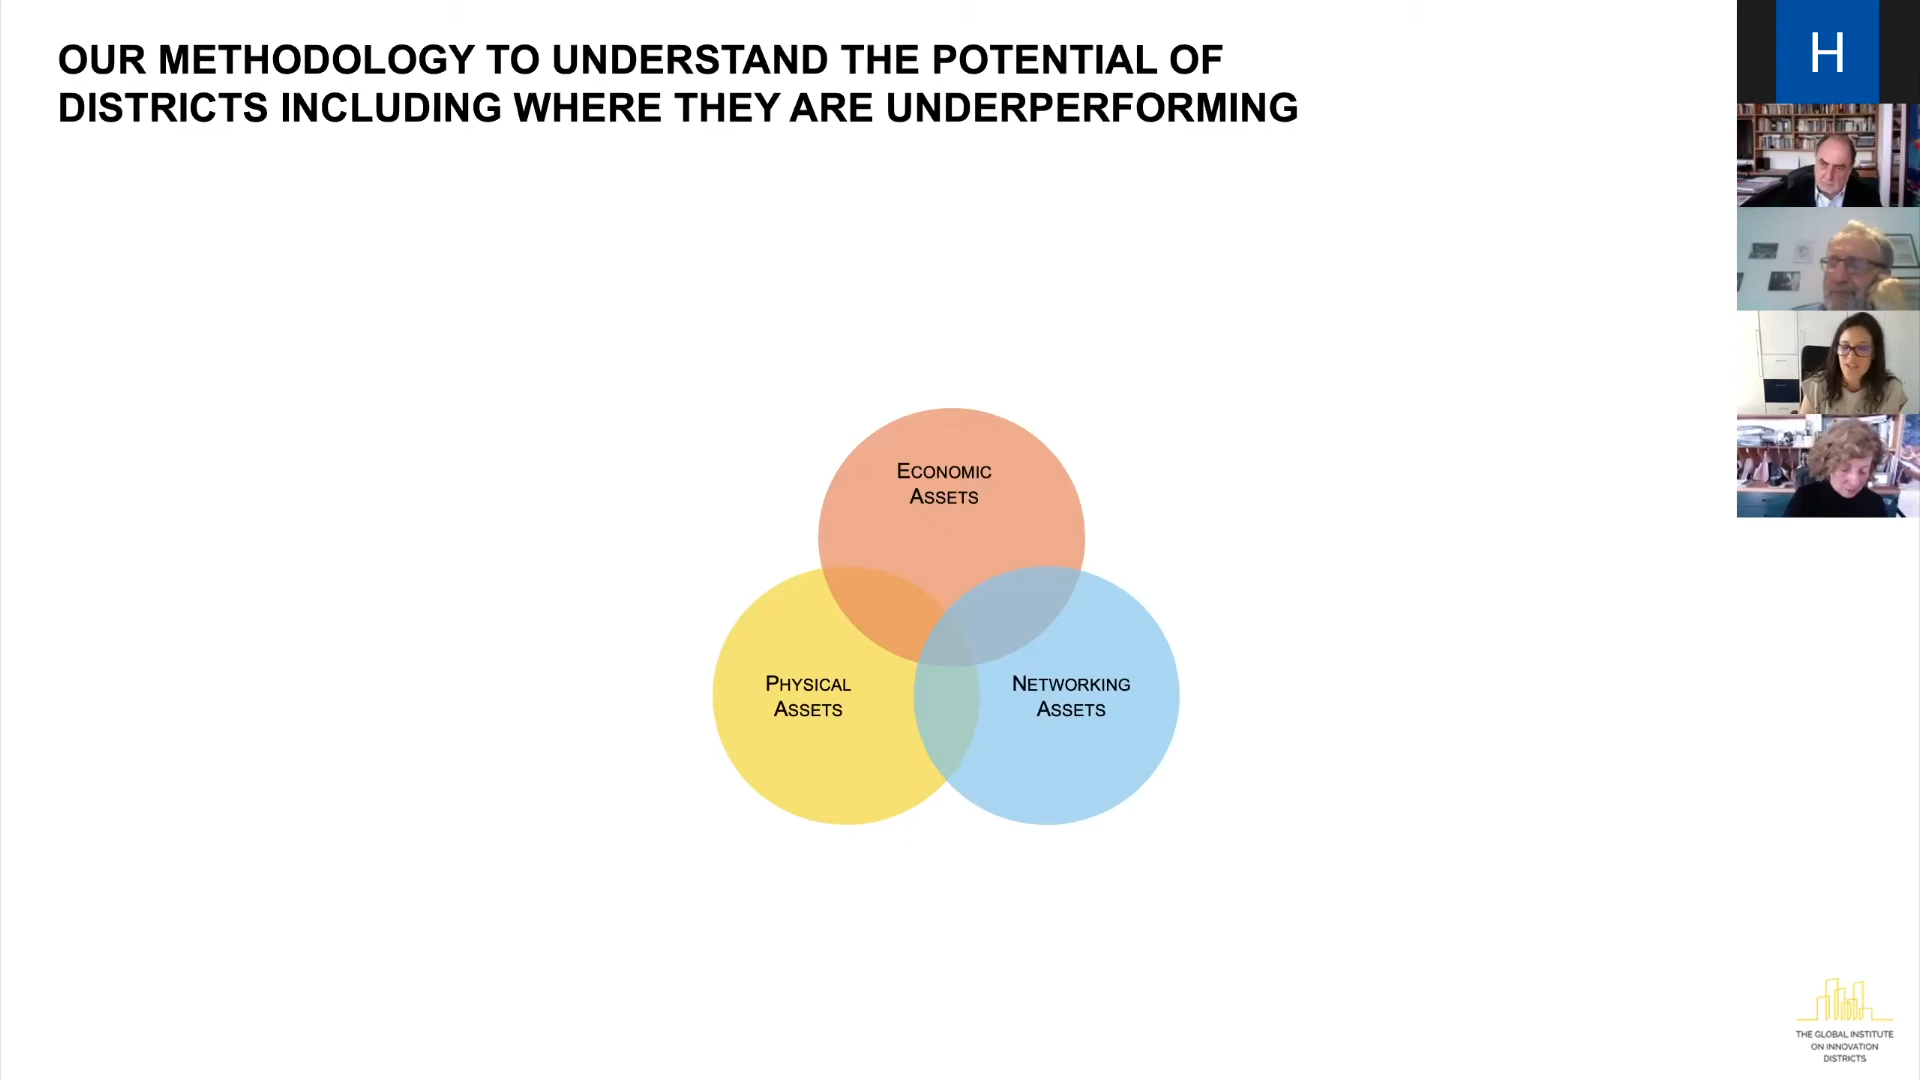 OUR METHODOLOGY TO UNDERSTAND THE POTENTIAL OF
DISTRICTS INCLUDING WHERE THEY ARE UNDERPERFORMING
H
ECONOMIC
ASSETS
PHYSICAL
ASSETS
NETWORKING
ASSETS
THE GLOBAL INSTITUTE
ON INNOVATION
DISTRICTS